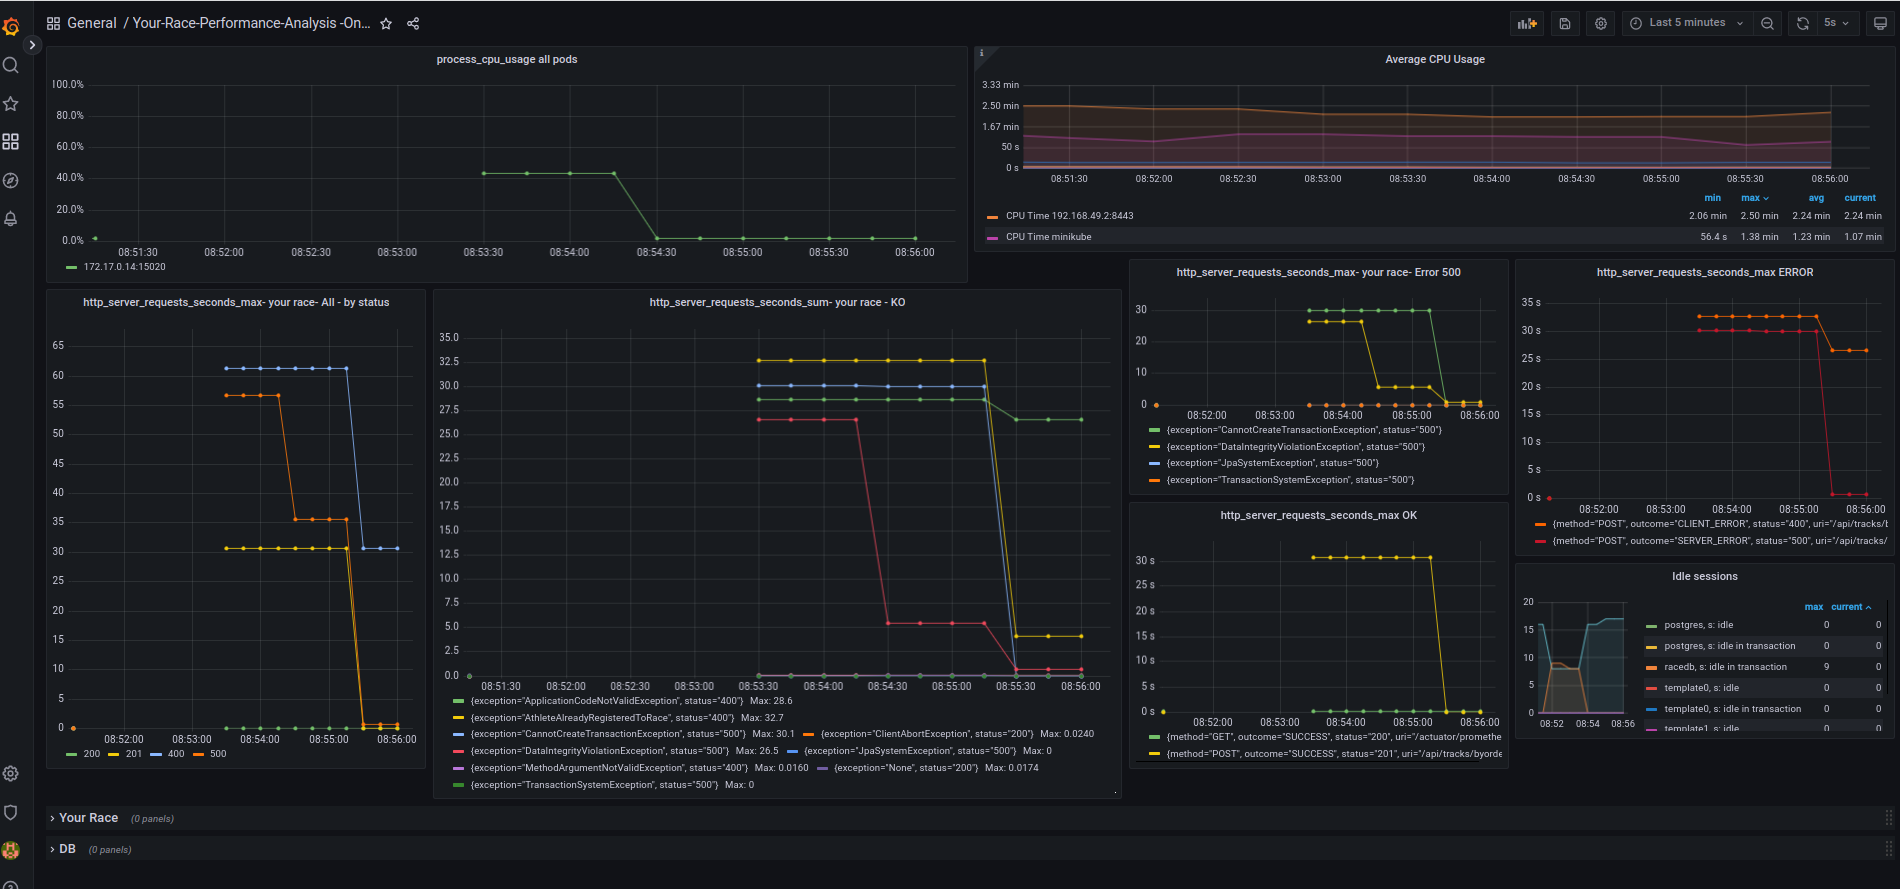 General / Your-Race-Performance-Analysis -On...
Last 5 minutes
5s
process_cpu_usage all pods
100.0%
80.0%
60.0%
40.0%
20.0%
0.0%
08:51:30 08:52:00 08:52:30 08:53:00 08:53:30 08:54:00 08:54:30 08:55:00 08:55:30 08:56:00
172.17.0.14:15020
Average CPU Usage
3.33 min
2.50 min
1.67 min
50 s
0 s
08:51:30 08:52:00 08:52:30 08:53:00 08:53:30 08:54:00 08:54:30 08:55:00 08:55:30 08:56:00
min max avg current
CPU Time 192.168.49.2:8443 2.06 min 2.50 min 2.24 min 2.24 min
CPU Time minikube 56.4 s 1.38 min 1.23 min 1.07 min
http_server_requests_seconds_max- your race- All - by status
65
60
55
50
45
40
35
30
25
20
15
10
5
0
08:52:00 08:53:00 08:54:00 08:55:00 08:56:00
200 201 400 500
http_server_requests_seconds_sum- your race - KO
35.0
32.5
30.0
27.5
25.0
22.5
20.0
17.5
15.0
12.5
10.0
7.5
5.0
2.5
0.0
08:51:30 08:52:00 08:52:30 08:53:00 08:53:30 08:54:00 08:54:30 08:55:00 08:55:30 08:56:00
{exception="ApplicationCodeNotValidException", status="400"} Max: 28.6
{exception="AthleteAlreadyRegisteredToRace", status="400"} Max: 32.7
{exception="CannotCreateTransactionException", status="500"} Max: 30.1 {exception="ClientAbortException", status="200"} Max: 0.0240
{exception="DataIntegrityViolationException", status="500"} Max: 26.5 {exception="JpaSystemException", status="500"} Max: 0
{exception="MethodArgumentNotValidException", status="400"} Max: 0.0160 {exception="None", status="200"} Max: 0.0174
{exception="TransactionSystemException", status="500"} Max: 0
http_server_requests_seconds_max- your race- Error 500
30
20
10
0
08:52:00 08:53:00 08:54:00 08:55:00 08:56:00
{exception="CannotCreateTransactionException", status="500"}
{exception="DataIntegrityViolationException", status="500"}
{exception="JpaSystemException", status="500"}
{exception="TransactionSystemException", status="500"}
http_server_requests_seconds_max OK
30 s
25 s
20 s
15 s
10 s
5 s
0 s
08:52:00 08:53:00 08:54:00 08:55:00 08:56:00
{method="GET", outcome="SUCCESS", status="200", uri="/actuator/promethe
{method="POST", outcome="SUCCESS", status="201", uri="/api/tracks/byorde
http_server_requests_seconds_max ERROR
35 s
30 s
25 s
20 s
15 s
10 s
5 s
0 s
08:52:00 08:53:00 08:54:00 08:55:00 08:56:00
{method="POST", outcome="CLIENT_ERROR", status="400", uri="/api/tracks/b
{method="POST", outcome="SERVER_ERROR", status="500", uri="/api/tracks/
Idle sessions
20
15
10
5
0
08:52 08:54 08:56
max current
postgres, s: idle 0 0
postgres, s: idle in transaction 0 0
racedb, s: idle in transaction 9 0
template0, s: idle 0 0
template0, s: idle in transaction 0 0
template1, s: idle 0 0
Your Race (0 panels)
DB (0 panels)